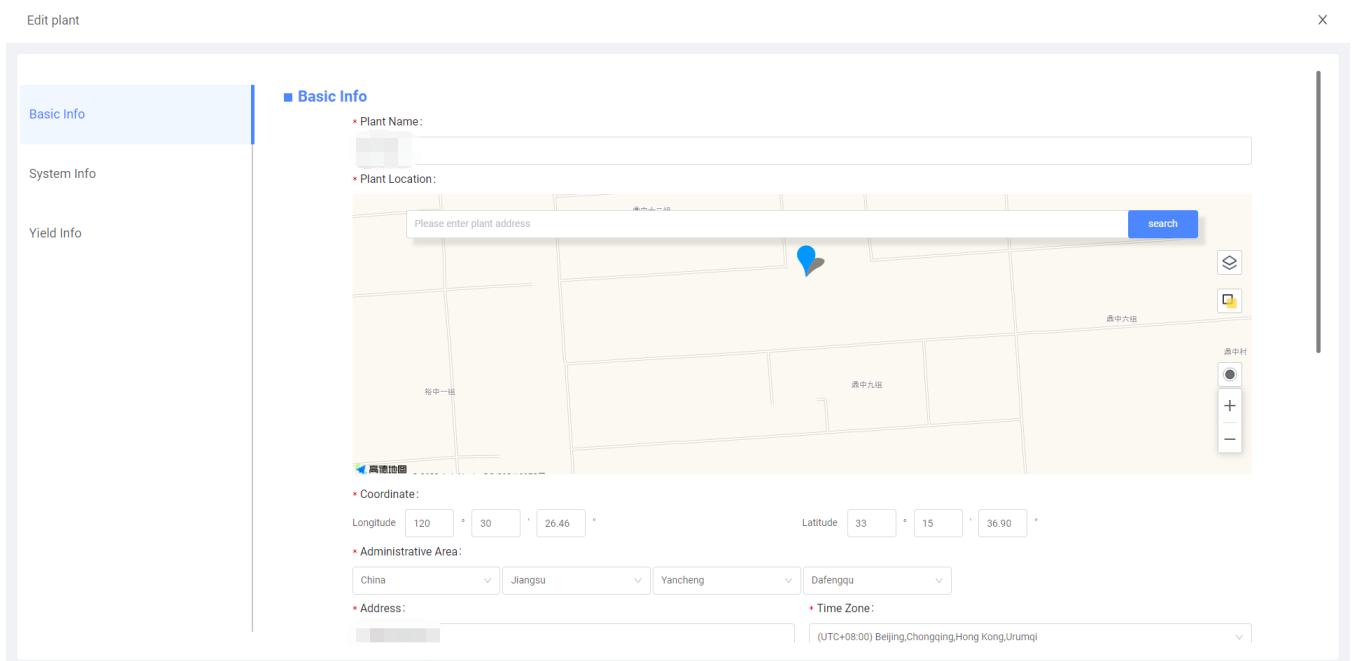 Edit plant
X
Basic Info
System Info
Yield Info
Basic Info
* Plant Name:
* Plant Location:
Please enter plant address
search
鼎中六组
鼎中村
裕中一组
鼎中九组
高德地图
* Coordinate:
Longitude 120 ° 30 ' 26.46 "
Latitude 33 ° 15 ' 36.90 "
* Administrative Area:
China Jiangsu Yancheng Dafengqu
* Address:
* Time Zone:
(UTC+08:00) Beijing,Chongqing,Hong Kong,Urumqi